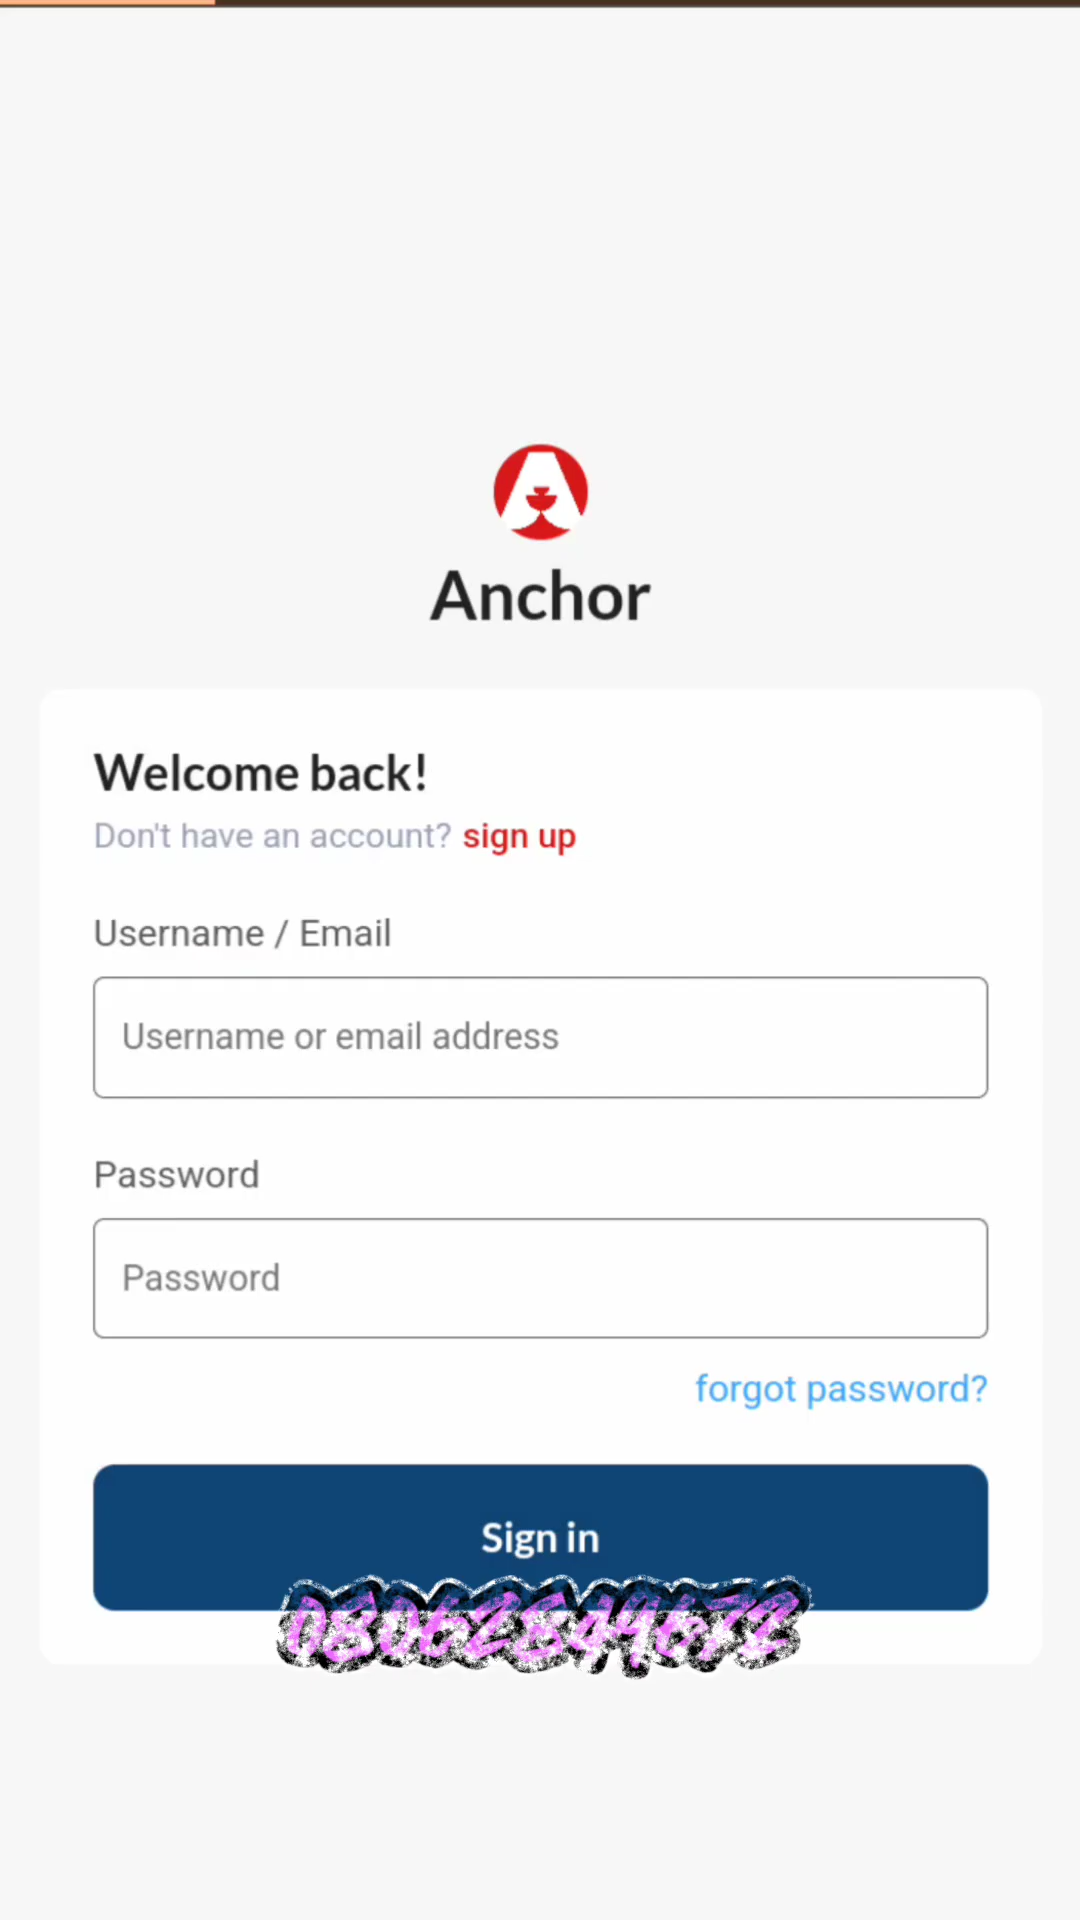 Anchor
Welcome back!
Don't have an account? sign up
Username / Email
Username or email address
Password
Password
forgot password?
Sign in
08062849672